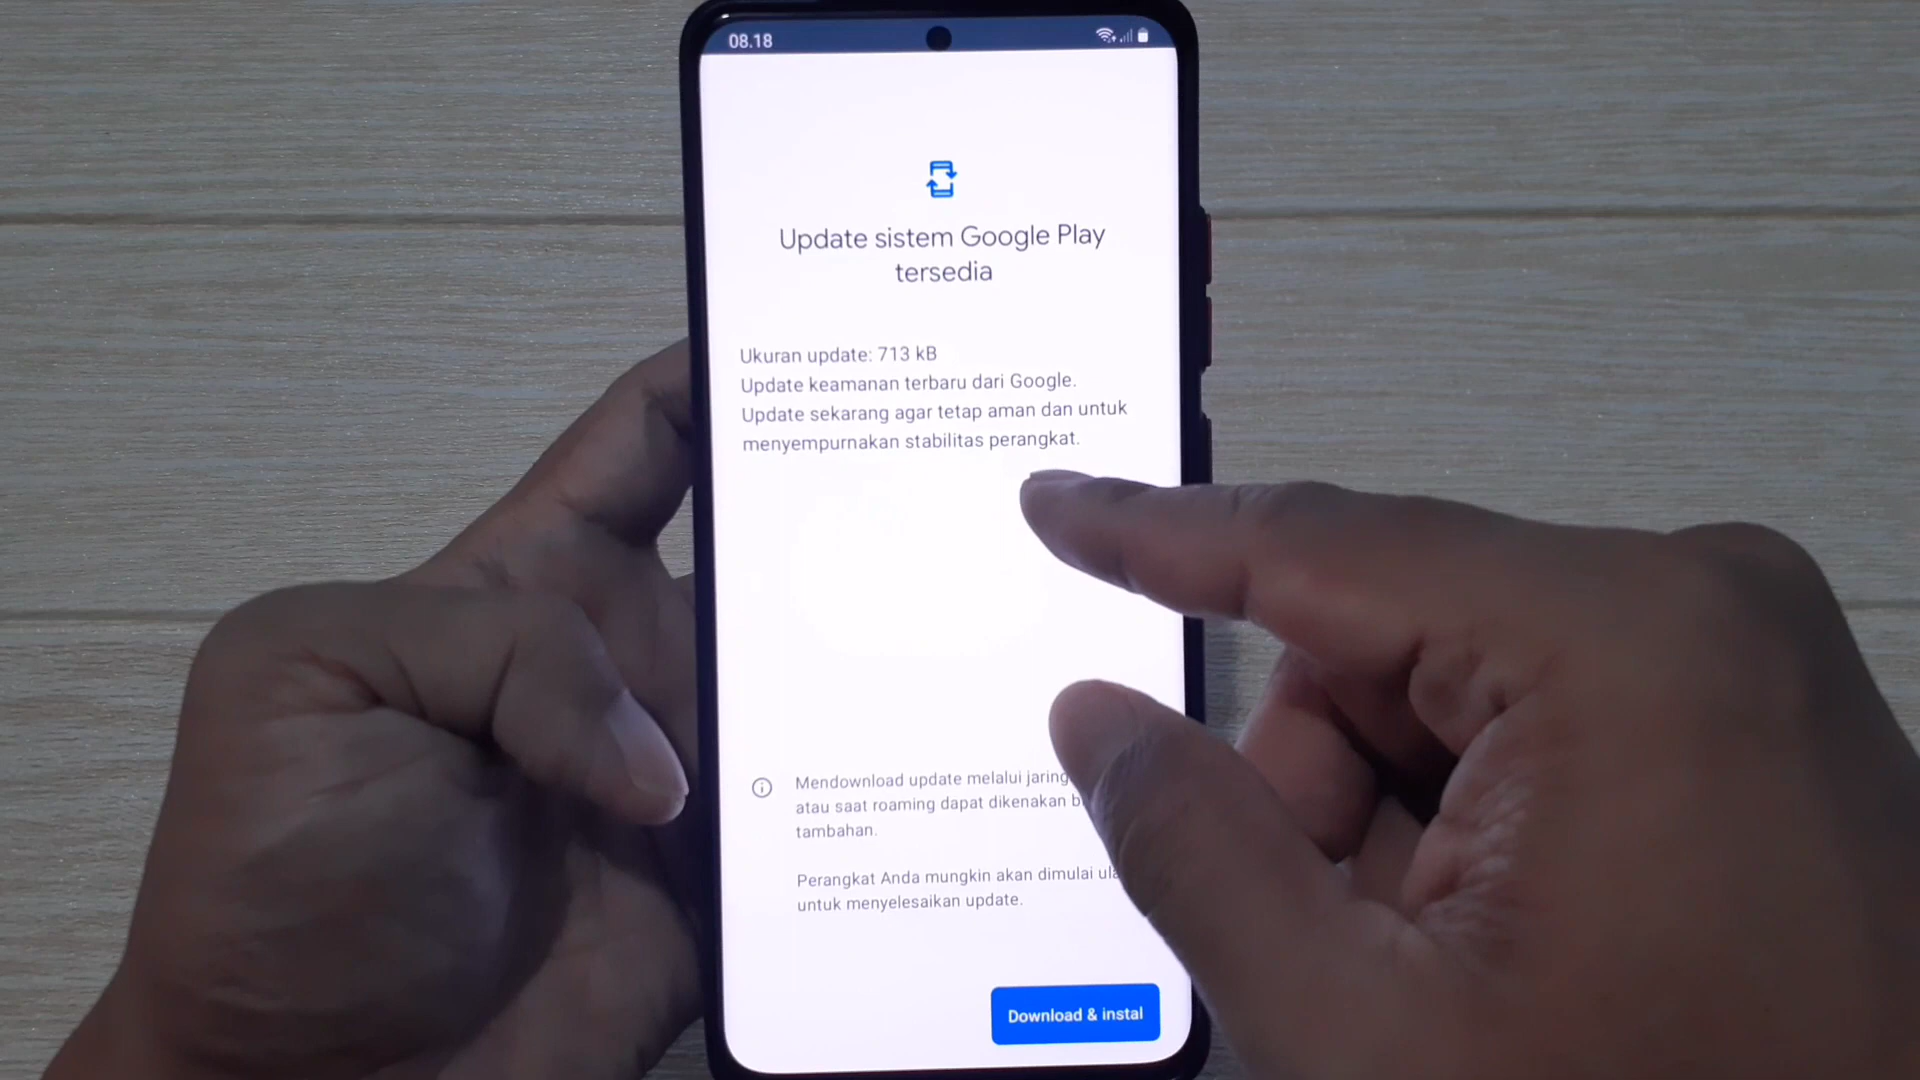 08.18
Update sistem Google Play
tersedia
Ukuran update: 713 kB
Update keamanan terbaru dari Google.
Update sekarang agar tetap aman dan untuk
menyempurnakan stabilitas perangkat.
Mendownload update melalui
atau saat roaming dapat dikenakan
tambahan.
Perangkat Anda mungkin akan dimulai
untuk menyelesaikan update.
Download & instal